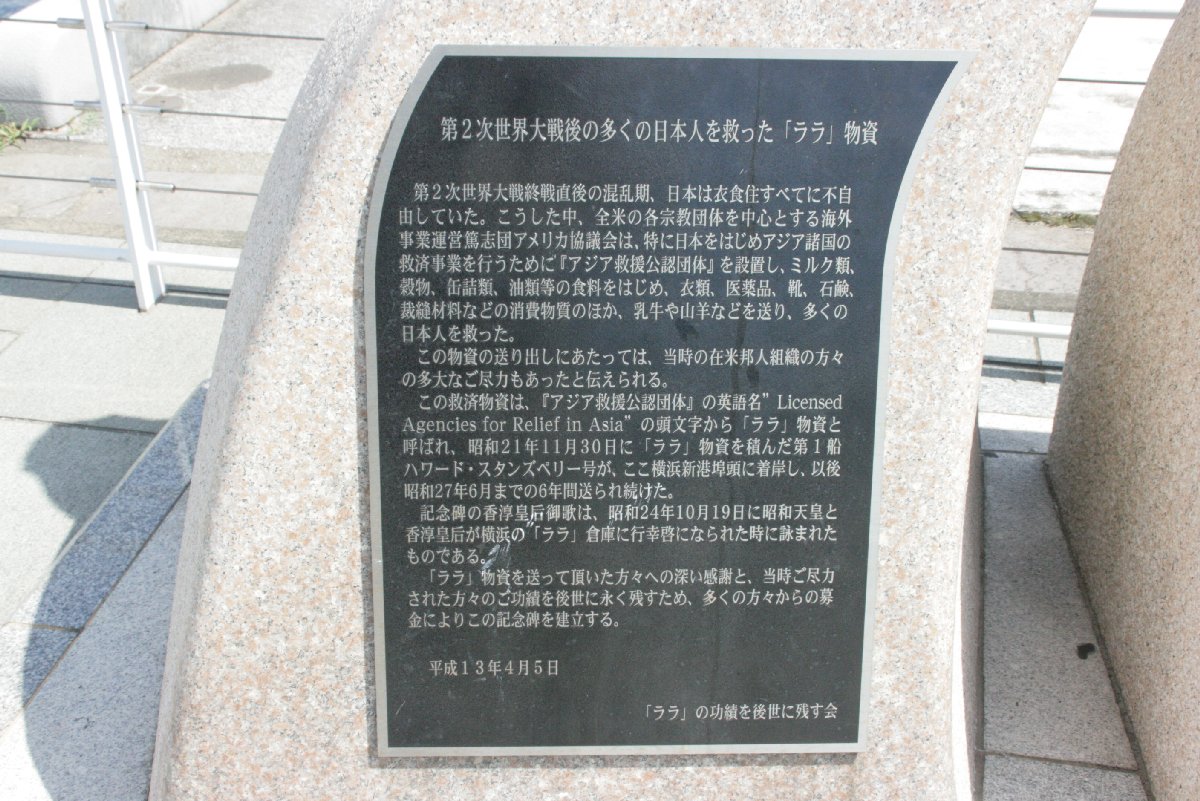 第2次世界大戦後の多くの日本人を救った「ララ」物資
第2次世界大戦終戦直後の混乱期、日本は衣食住すべてに不自
由していた。こうした中、全米の各宗教団体を中心とする海外
事業運営篤志団アメリカ協議会は、特に日本をはじめアジア諸国の
救済事業を行うために『アジア救援公認団体』を設置し、ミルク類、
穀物、缶詰類、油類等の食料をはじめ、衣類、医薬品、靴、石鹸、
裁縫材料などの消費物質のほか、乳牛や山羊などを送り、多くの
日本人を救った。
この物資の送り出しにあたっては、当時の在米邦人組織の方々
の多大なご尽力もあったと伝えられる。
この救済物資は、『アジア救援公認団体』の英語名”Licensed
Agencies for Relief in Asia”の頭文字から「ララ」物資と
呼ばれ、昭和21年11月30日に「ララ」物資を積んだ第1船
ハワード・スタンズベリー号が、ここ横浜新港埠頭に着岸し、以後
昭和27年6月までの6年間送られ続けた。
記念碑の香淳皇后御歌は、昭和24年10月19日に昭和天皇と
香淳皇后が横浜の「ララ」倉庫に行幸啓になられた時に詠まれた
ものである。
「ララ」物資を送って頂いた方々への深い感謝と、当時ご尽力
された方々のご功績を後世に永く残すため、多くの方々からの募
金によりこの記念碑を建立する。
平成13年4月5日
「ララ」の功績を後世に残す会